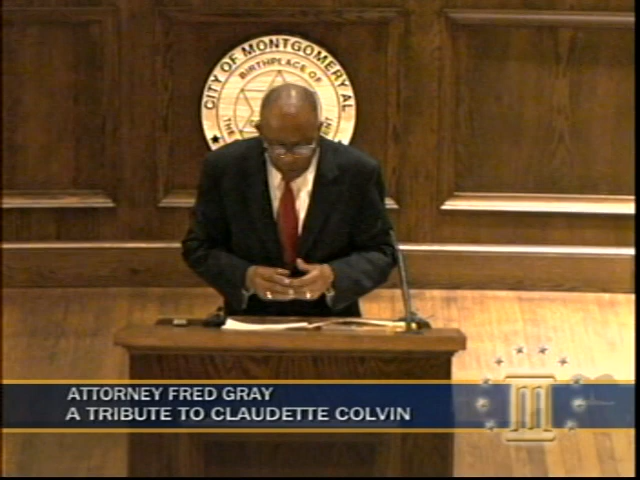 CITY OF MONTGOMERY AL
BIRTHPLACE OF
THE
ATTORNEY FRED GRAY
A TRIBUTE TO CLAUDETTE COLVIN